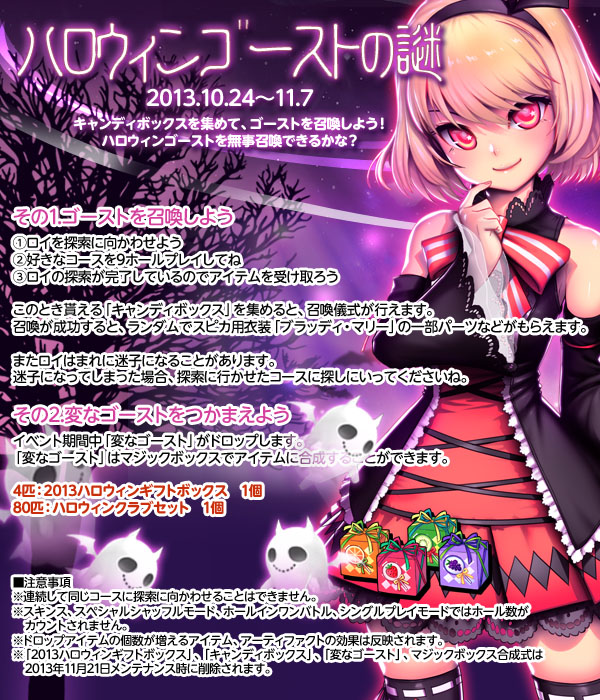 ハロウィンゴーストの謎
2013.10.24～11.7
キャンディボックスを集めて、ゴーストを召喚しよう！
ハロウィンゴーストを無事召喚できるかな？
その1.ゴーストを召喚しよう
①ロイを探索に向かわせよう
②好きなコースを9ホールプレイしてね
③ロイの探索が完了しているのでアイテムを受け取ろう
このとき貰える「キャンディボックス」を集めると、召喚儀式が行えます。
召喚が成功すると、ランダムでスピカ用衣装「ブラッディ・マリー」の一部パーツなどがもらえます。
またロイはまれに迷子になることがあります。
迷子になってしまった場合、探索に行かせたコースに探しにいってくださいね。
その2.変なゴーストをつかまえよう
イベント期間中「変なゴースト」がドロップします。
「変なゴースト」はマジックボックスでアイテムに合成することができます。
4匹：2013ハロウィンギフトボックス　1個
80匹：ハロウィンクラブセット　1個
■注意事項
※連続して同じコースに探索に向かわせることはできません。
※スキンス、スペシャルシャッフルモード、ホールインワンバトル、シングルプレイモードではホール数が
カウントされません。
※ドロップアイテムの個数が増えるアイテム、アーティファクトの効果は反映されます。
※「2013ハロウィンギフトボックス」、「キャンディボックス」、「変なゴースト」、マジックボックス合成式は
2013年11月21日メンテナンス時に削除されます。